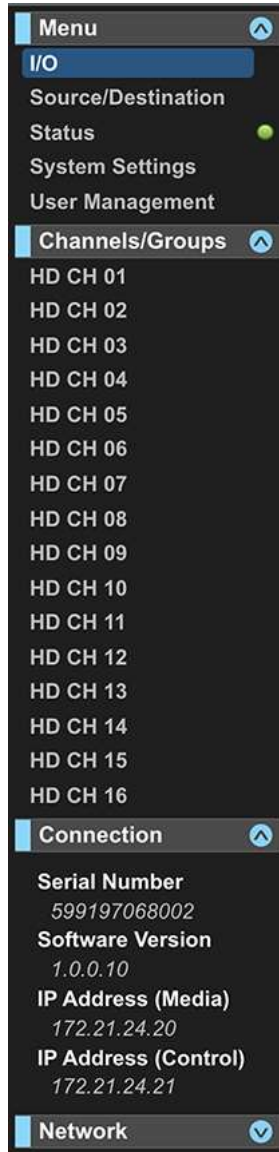 Menu
I/O
Source/Destination
Status
System Settings
User Management
Channels/Groups
HD CH 01
HD CH 02
HD CH 03
HD CH 04
HD CH 05
HD CH 06
HD CH 07
HD CH 08
HD CH 09
HD CH 10
HD CH 11
HD CH 12
HD CH 13
HD CH 14
HD CH 15
HD CH 16
Connection
Serial Number
599197068002
Software Version
1.0.0.10
IP Address (Media)
172.21.24.20
IP Address (Control)
172.21.24.21
Network